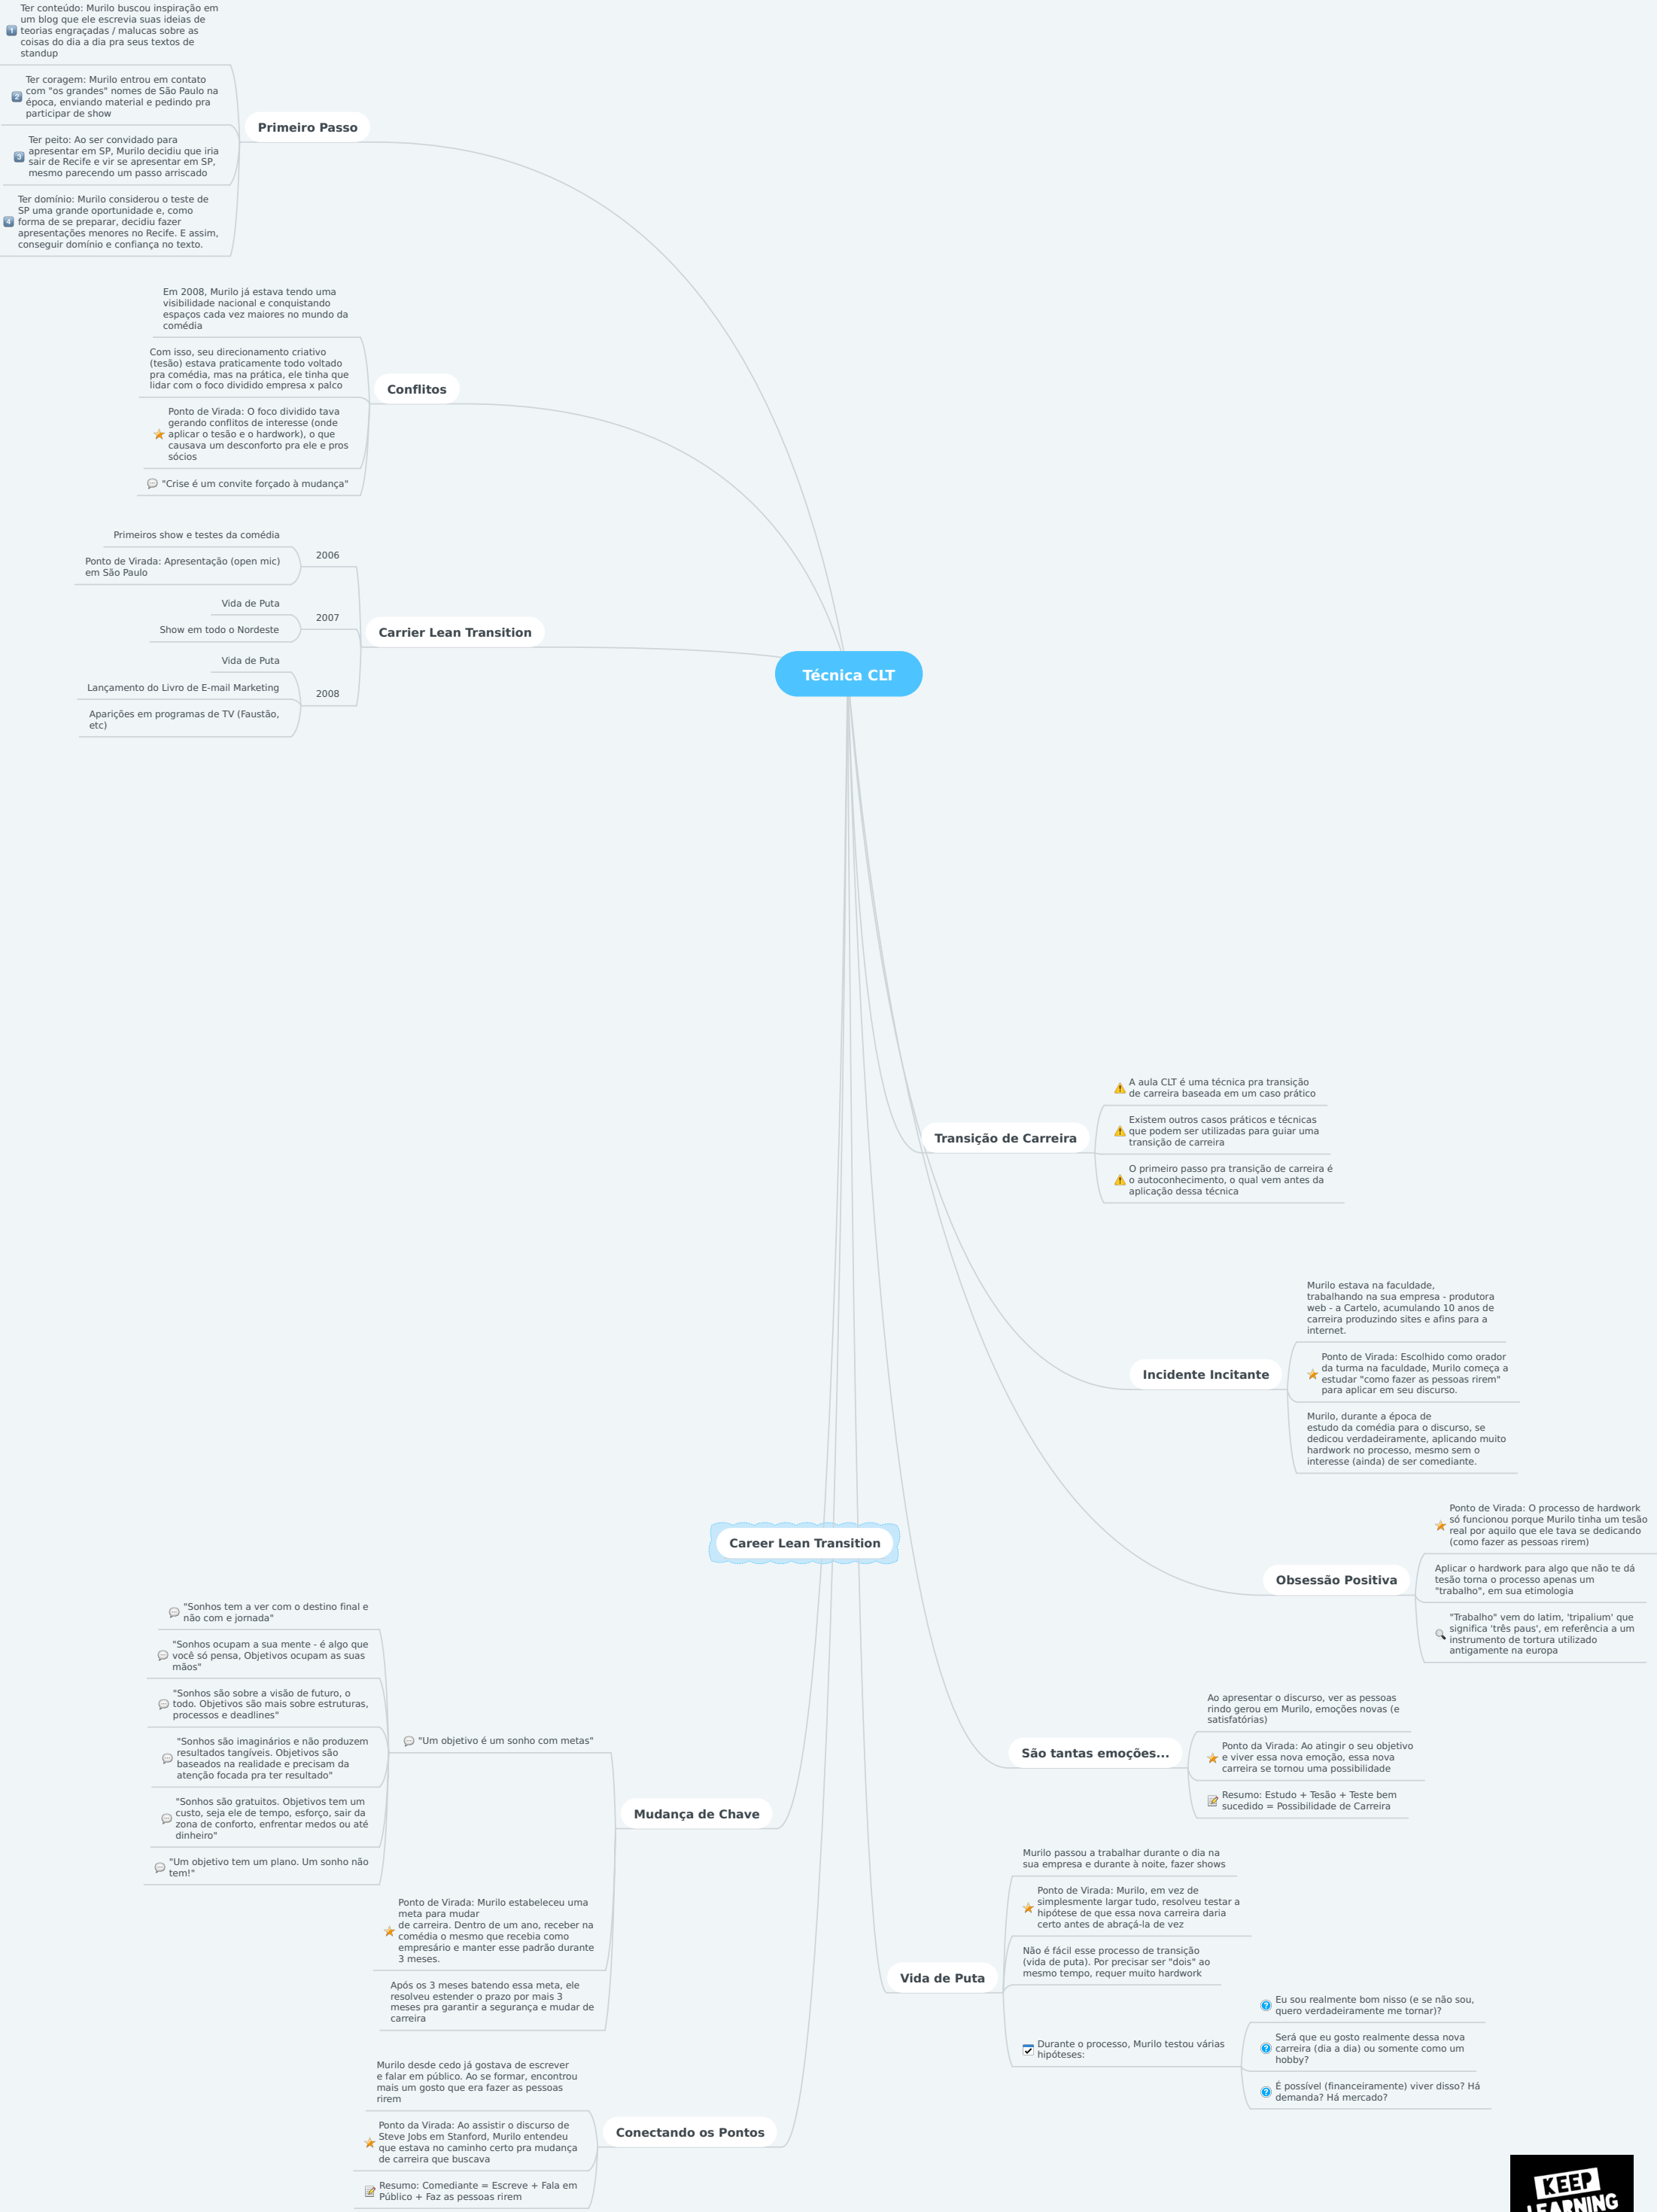 Técnica CLT
Primeiro Passo
Ter conteúdo: Murilo buscou inspiração em
um blog que ele escrevia suas ideias de
teorias engraçadas / malucas sobre as
coisas do dia a dia pra seus textos de
standup
Ter coragem: Murilo entrou em contato
com "os grandes" nomes de São Paulo na
época, enviando material e pedindo pra
participar de show
Ter peito: Ao ser convidado para
apresentar em SP, Murilo decidiu que iria
sair de Recife e vir se apresentar em SP,
mesmo parecendo um passo arriscado
Ter domínio: Murilo considerou o teste de
SP uma grande oportunidade e, como
forma de se preparar, decidiu fazer
apresentações menores no Recife. E assim,
conseguir domínio e confiança no texto.
1
2
3
4
Conflitos
Em 2008, Murilo já estava tendo uma
visibilidade nacional e conquistando
espaços cada vez maiores no mundo da
comédia
Com isso, seu direcionamento criativo
(tesão) estava praticamente todo voltado
pra comédia, mas na prática, ele tinha que
lidar com o foco dividido empresa x palco
Ponto de Virada: O foco dividido tava
gerando conflitos de interesse (onde
aplicar o tesão e o hardwork), o que
causava um desconforto pra ele e pros
sócios
"Crise é um convite forçado à mudança"
Carrier Lean Transition
2006
Primeiros show e testes da comédia
Ponto de Virada: Apresentação (open mic)
em São Paulo
2007
Vida de Puta
Show em todo o Nordeste
2008
Vida de Puta
Lançamento do Livro de E-mail Marketing
Aparições em programas de TV (Faustão,
etc)
Transição de Carreira
A aula CLT é uma técnica pra transição
de carreira baseada em um caso prático
Existem outros casos práticos e técnicas
que podem ser utilizadas para guiar uma
transição de carreira
O primeiro passo pra transição de carreira é
o autoconhecimento, o qual vem antes da
aplicação dessa técnica
Incidente Incitante
Murilo estava na faculdade,
trabalhando na sua empresa - produtora
web - a Cartelo, acumulando 10 anos de
carreira produzindo sites e afins para a
internet.
Ponto de Virada: Escolhido como orador
da turma na faculdade, Murilo começa a
estudar "como fazer as pessoas rirem"
para aplicar em seu discurso.
Murilo, durante a época de
estudo da comédia para o discurso, se
dedicou verdadeiramente, aplicando muito
hardwork no processo, mesmo sem o
interesse (ainda) de ser comediante.
Obsessão Positiva
Ponto de Virada: O processo de hardwork
só funcionou porque Murilo tinha um tesão
real por aquilo que ele tava se dedicando
(como fazer as pessoas rirem)
Aplicar o hardwork para algo que não te dá
tesão torna o processo apenas um
"trabalho", em sua etimologia
"Trabalho" vem do latim, 'tripalium' que
significa 'três paus', em referência a um
instrumento de tortura utilizado
antigamente na europa
Career Lean Transition
São tantas emoções...
Ao apresentar o discurso, ver as pessoas
rindo gerou em Murilo, emoções novas (e
satisfatórias)
Ponto da Virada: Ao atingir o seu objetivo
e viver essa nova emoção, essa nova
carreira se tornou uma possibilidade
Resumo: Estudo + Tesão + Teste bem
sucedido = Possibilidade de Carreira
Mudança de Chave
"Um objetivo é um sonho com metas"
"Sonhos tem a ver com o destino final e
não com e jornada"
"Sonhos ocupam a sua mente - é algo que
você só pensa, Objetivos ocupam as suas
mãos"
"Sonhos são sobre a visão de futuro, o
todo. Objetivos são mais sobre estruturas,
processos e deadlines"
"Sonhos são imaginários e não produzem
resultados tangíveis. Objetivos são
baseados na realidade e precisam da
atenção focada pra ter resultado"
"Sonhos são gratuitos. Objetivos tem um
custo, seja ele de tempo, esforço, sair da
zona de conforto, enfrentar medos ou até
dinheiro"
"Um objetivo tem um plano. Um sonho não
tem!"
Ponto de Virada: Murilo estabeleceu uma
meta para mudar
de carreira. Dentro de um ano, receber na
comédia o mesmo que recebia como
empresário e manter esse padrão durante
3 meses.
Após os 3 meses batendo essa meta, ele
resolveu estender o prazo por mais 3
meses pra garantir a segurança e mudar de
carreira
Vida de Puta
Murilo passou a trabalhar durante o dia na
sua empresa e durante à noite, fazer shows
Ponto de Virada: Murilo, em vez de
simplesmente largar tudo, resolveu testar a
hipótese de que essa nova carreira daria
certo antes de abraçá-la de vez
Não é fácil esse processo de transição
(vida de puta). Por precisar ser "dois" ao
mesmo tempo, requer muito hardwork
Durante o processo, Murilo testou várias
hipóteses:
Eu sou realmente bom nisso (e se não sou,
quero verdadeiramente me tornar)?
Será que eu gosto realmente dessa nova
carreira (dia a dia) ou somente como um
hobby?
É possível (financeiramente) viver disso? Há
demanda? Há mercado?
Conectando os Pontos
Murilo desde cedo já gostava de escrever
e falar em público. Ao se formar, encontrou
mais um gosto que era fazer as pessoas
rirem
Ponto da Virada: Ao assistir o discurso de
Steve Jobs em Stanford, Murilo entendeu
que estava no caminho certo pra mudança
de carreira que buscava
Resumo: Comediante = Escreve + Fala em
Público + Faz as pessoas rirem
KEEP
LEARNING